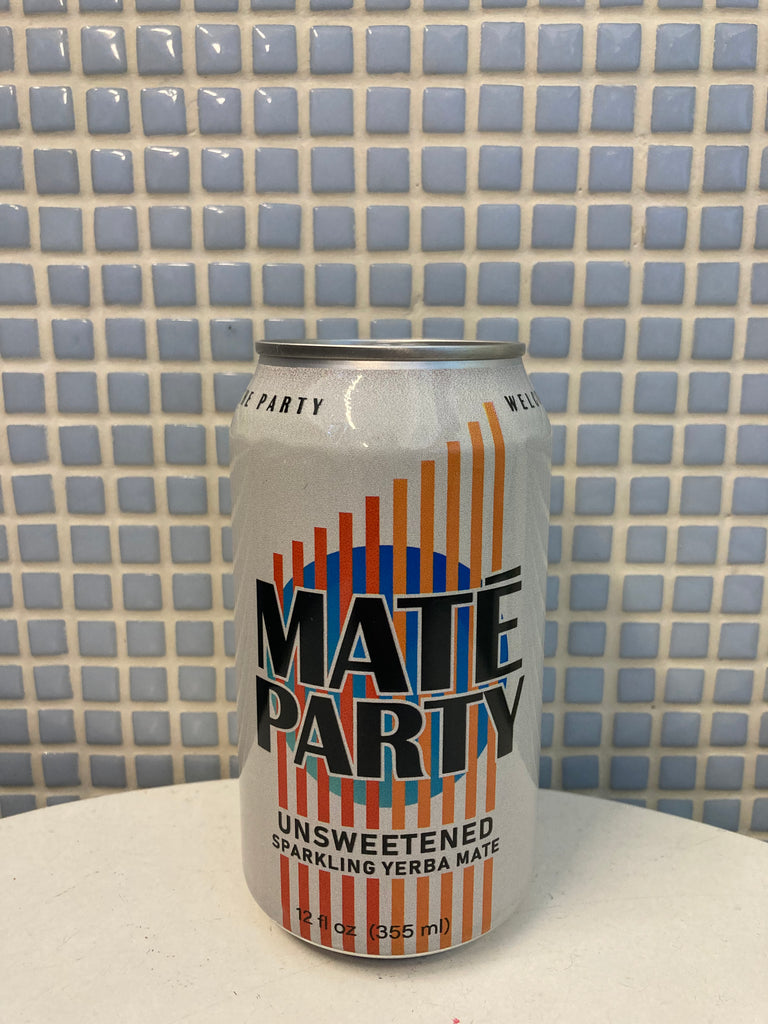 PARTY
MATÉ
PARTY
UNSWEETENED
SPARKLING YERBA MATE
12 fl oz (355 ml)